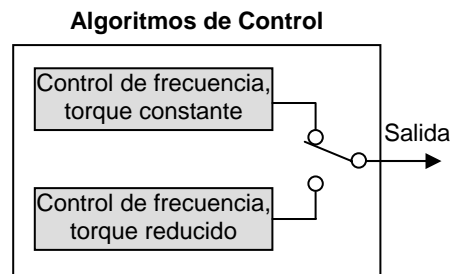 Algoritmos de Control
Control de frecuencia,
torque constante
Salida
Control de frecuencia,
torque reducido